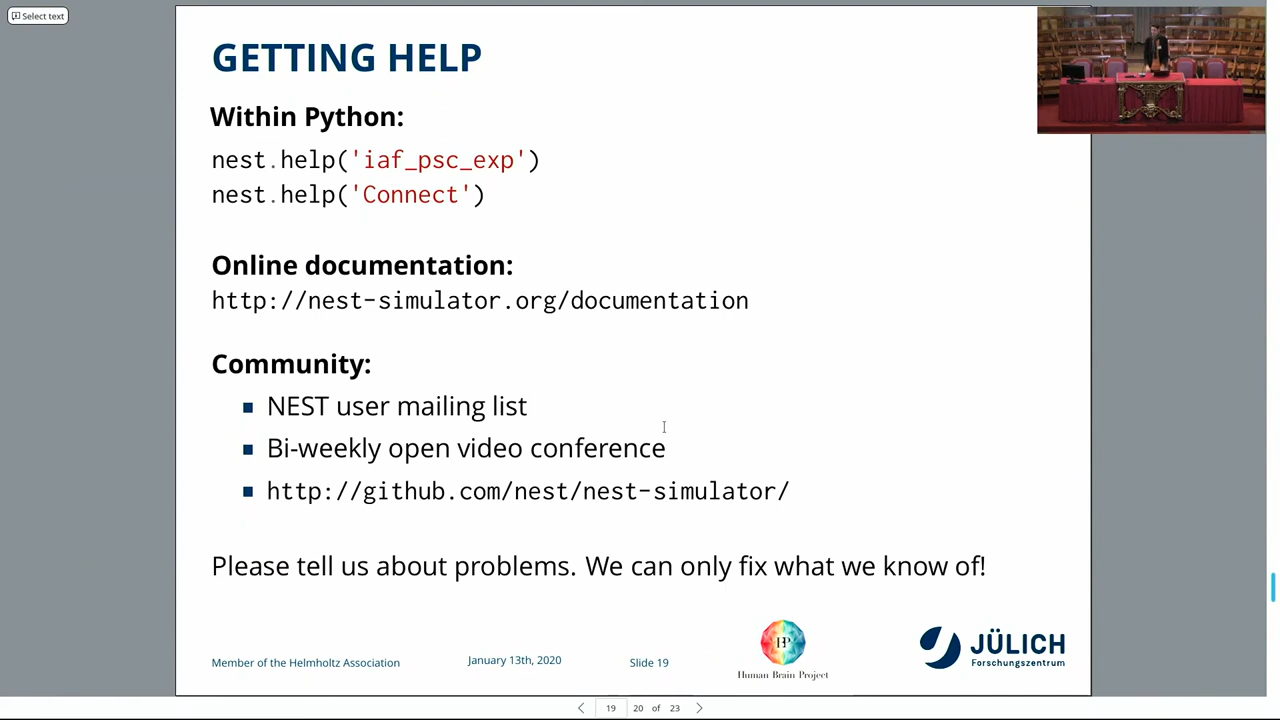 Select text
GETTING HELP
Within Python:
nest.help('iaf_psc_exp')
nest.help('Connect')
Online documentation:
http://nest-simulator.org/documentation
Community:
NEST user mailing list
Bi-weekly open video conference
http://github.com/nest/nest-simulator/
Please tell us about problems. We can only fix what we know of!
Member of the Helmholtz Association
January 13th, 2020
Slide 19
HP
Human Brain Project
JÜLICH
Forschungszentrum
19
20 of 23